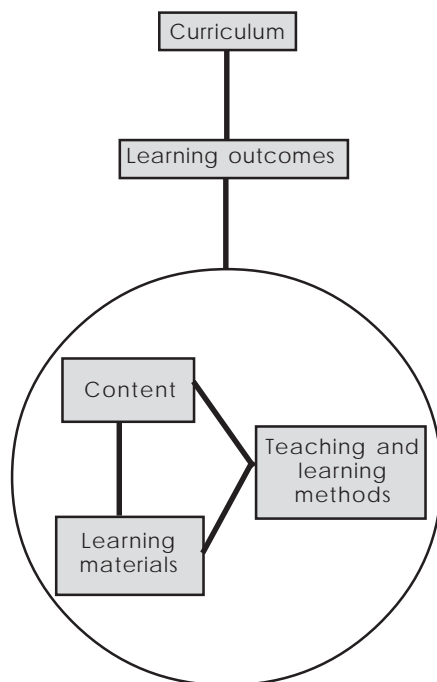 Curriculum
Learning outcomes
Content
Teaching and
learning
methods
Learning
materials